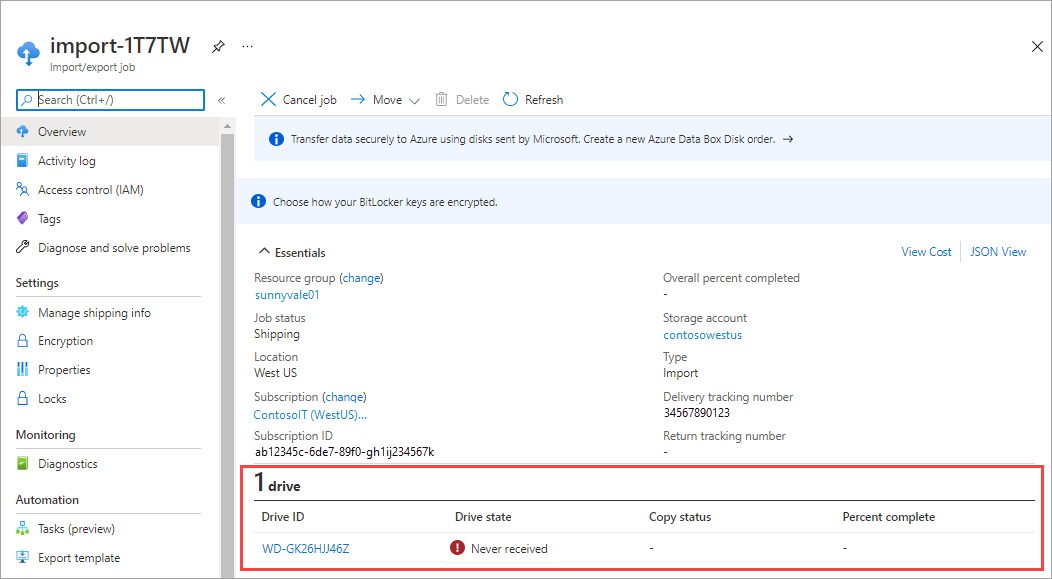 import-1T7TW
...
Import/export job
Search (Ctrl+/)
«
Overview
Activity log
Access control (IAM)
Tags
Diagnose and solve problems
Settings
Manage shipping info
Encryption
Properties
Locks
Monitoring
Diagnostics
Automation
Tasks (preview)
Export template
Cancel job Move Delete Refresh
Transfer data securely to Azure using disks sent by Microsoft. Create a new Azure Data Box Disk order. →
Choose how your BitLocker keys are encrypted.
Essentials
View Cost JSON View
Resource group (change)
sunnyvale01
Job status
Shipping
Location
West US
Subscription (change)
ContosoIT (WestUS)...
Subscription ID
ab12345c-6de7-89f0-gh1ij234567k
Overall percent completed
-
Storage account
contosowestus
Type
Import
Delivery tracking number
34567890123
Return tracking number
-
1 drive
Drive ID Drive state Copy status Percent complete
WD-GK26HJJ46Z Never received - -